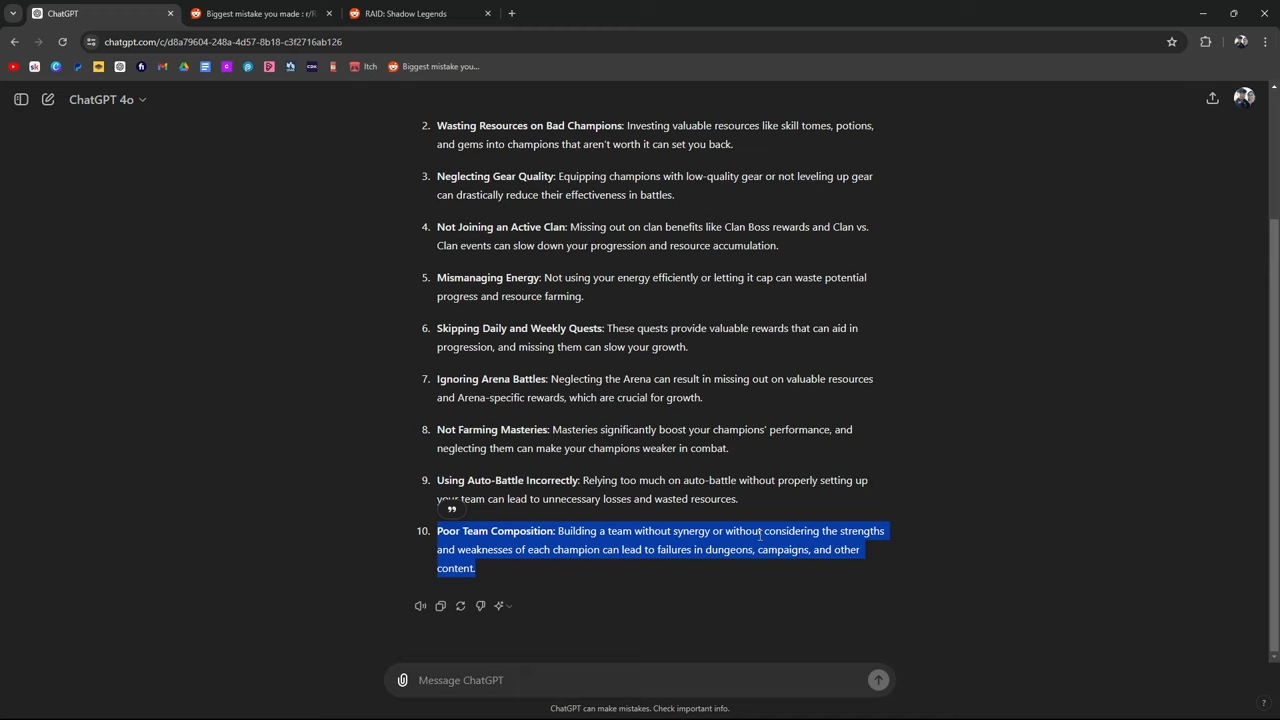 ChatGPT
Biggest mistake you made : r/R
RAID: Shadow Legends
chatgpt.com/c/d8a79604-248a-4d57-8b18-c3f2716ab126
Itch
Biggest mistake you...
ChatGPT 4o
2. Wasting Resources on Bad Champions: Investing valuable resources like skill tomes, potions,
and gems into champions that aren't worth it can set you back.
3. Neglecting Gear Quality: Equipping champions with low-quality gear or not leveling up gear
can drastically reduce their effectiveness in battles.
4. Not Joining an Active Clan: Missing out on clan benefits like Clan Boss rewards and Clan vs.
Clan events can slow down your progression and resource accumulation.
5. Mismanaging Energy: Not using your energy efficiently or letting it cap can waste potential
progress and resource farming.
6. Skipping Daily and Weekly Quests: These quests provide valuable rewards that can aid in
progression, and missing them can slow your growth.
7. Ignoring Arena Battles: Neglecting the Arena can result in missing out on valuable resources
and Arena-specific rewards, which are crucial for growth.
8. Not Farming Masteries: Masteries significantly boost your champions' performance, and
neglecting them can make your champions weaker in combat.
9. Using Auto-Battle Incorrectly: Relying too much on auto-battle without properly setting up
your team can lead to unnecessary losses and wasted resources.
10. Poor Team Composition: Building a team without synergy or without considering the strengths
and weaknesses of each champion can lead to failures in dungeons, campaigns, and other
content.
Message ChatGPT
ChatGPT can make mistakes. Check important info.